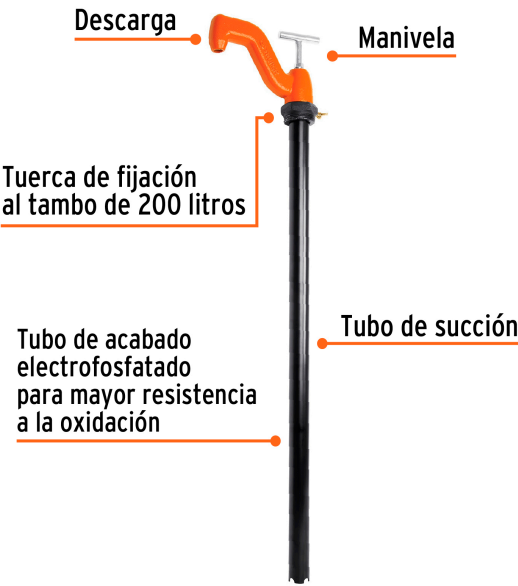 Descarga
Manivela
Tuerca de fijación
al tambo de 200 litros
Tubo de succión
Tubo de acabado
electrofosfatado
para mayor resistencia
a la oxidación